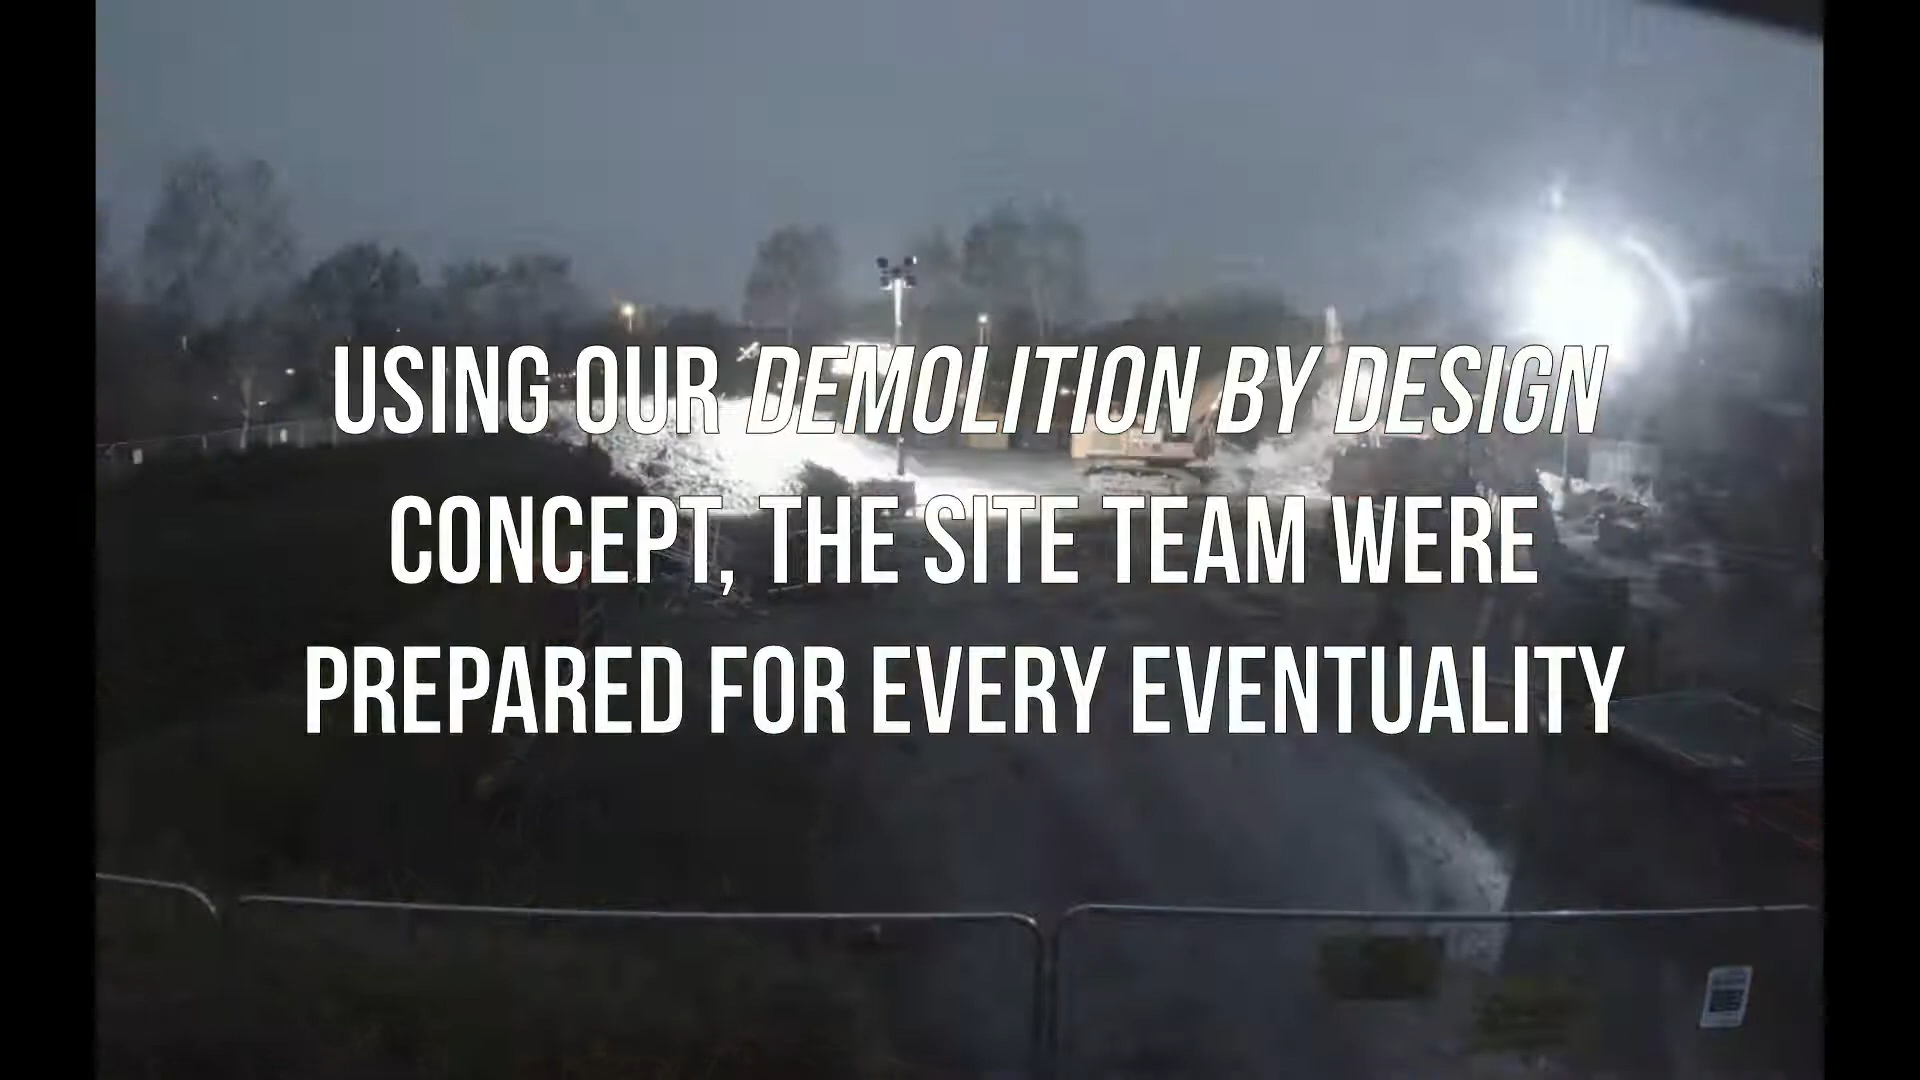 USING OUR DEMOLITION BY DESIGN
CONCEPT, THE SITE TEAM WERE
PREPARED FOR EVERY EVENTUALITY